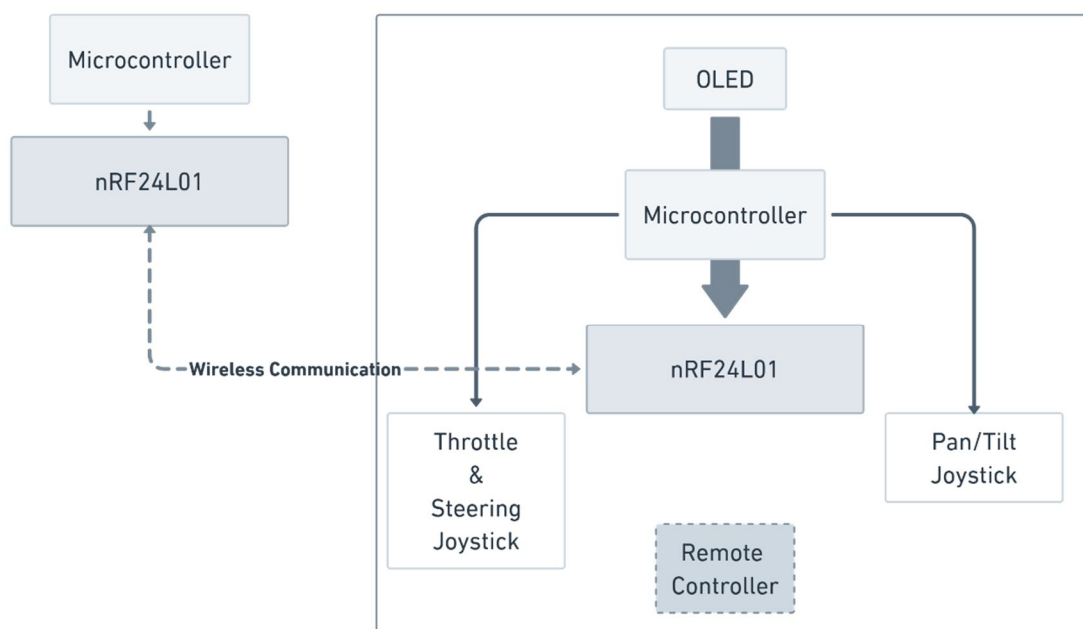 Microcontroller
nRF24L01
Wireless Communication
OLED
Microcontroller
nRF24L01
Throttle
&
Steering
Joystick
Pan/Tilt
Joystick
Remote
Controller